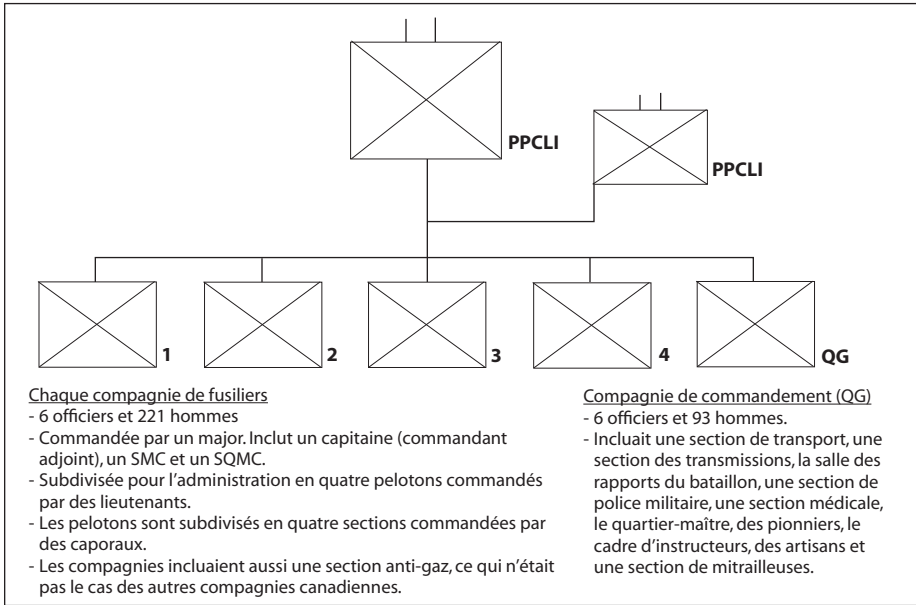 PPCLI
PPCLI
1
2
3
4
QG
Chaque compagnie de fusiliers
- 6 officiers et 221 hommes
- Commandée par un major. Inclut un capitaine (commandant
adjoint), un SMC et un SQMC.
- Subdivisée pour l'administration en quatre pelotons commandés
par des lieutenants.
- Les pelotons sont subdivisés en quatre sections commandées par
des caporaux.
- Les compagnies incluaient aussi une section anti-gaz, ce qui n'était
pas le cas des autres compagnies canadiennes.
Compagnie de commandement (QG)
- 6 officiers et 93 hommes.
- Incluait une section de transport, une
section des transmissions, la salle des
rapports du bataillon, une section de
police militaire, une section médicale,
le quartier-maître, des pionniers, le
cadre d'instructeurs, des artisans et
une section de mitrailleuses.